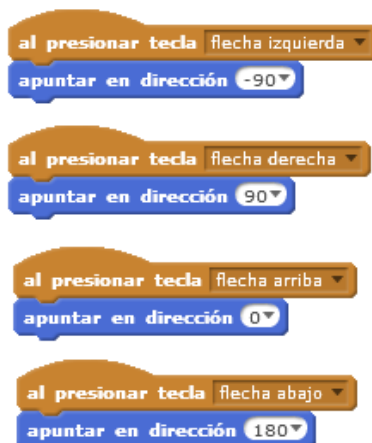 al presionar tecla flecha izquierda
apuntar en dirección -90
al presionar tecla flecha derecha
apuntar en dirección 90
al presionar tecla flecha arriba
apuntar en dirección 0
al presionar tecla flecha abajo
apuntar en dirección 180